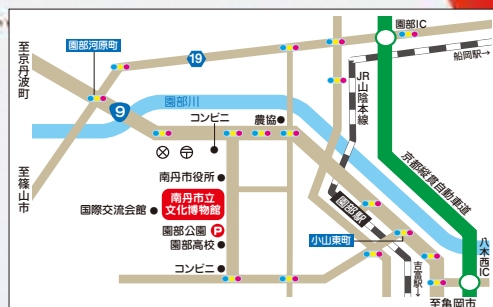 園部IC
船岡駅→
園部河原町
19
至京丹波町
JR山陰本線
園部川
9
コンビニ
農協
京都縦貫自動車道
南丹市役所
至篠山市
南丹市立
文化博物館
国際交流会館
園部駅
園部公園 P
園部高校
小山東町
八木西IC
コンビニ
吉富駅→
至亀岡市